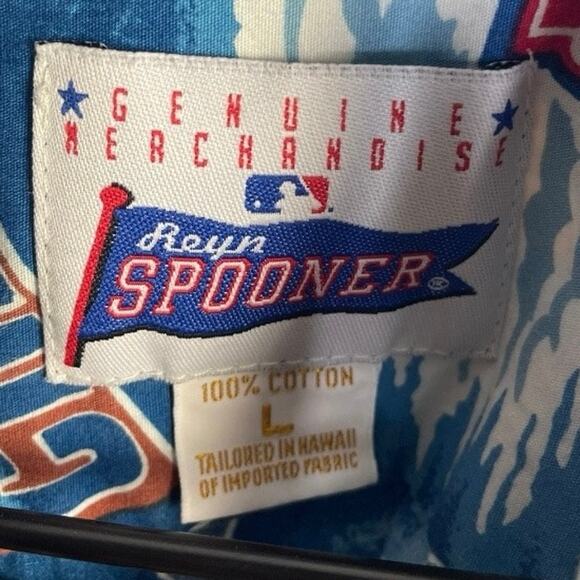 GENUINE
MERCHANDISE
Reyn
SPOONER
100% COTTON
L
TAILORED IN HAWAII
OF IMPORTED FABRIC